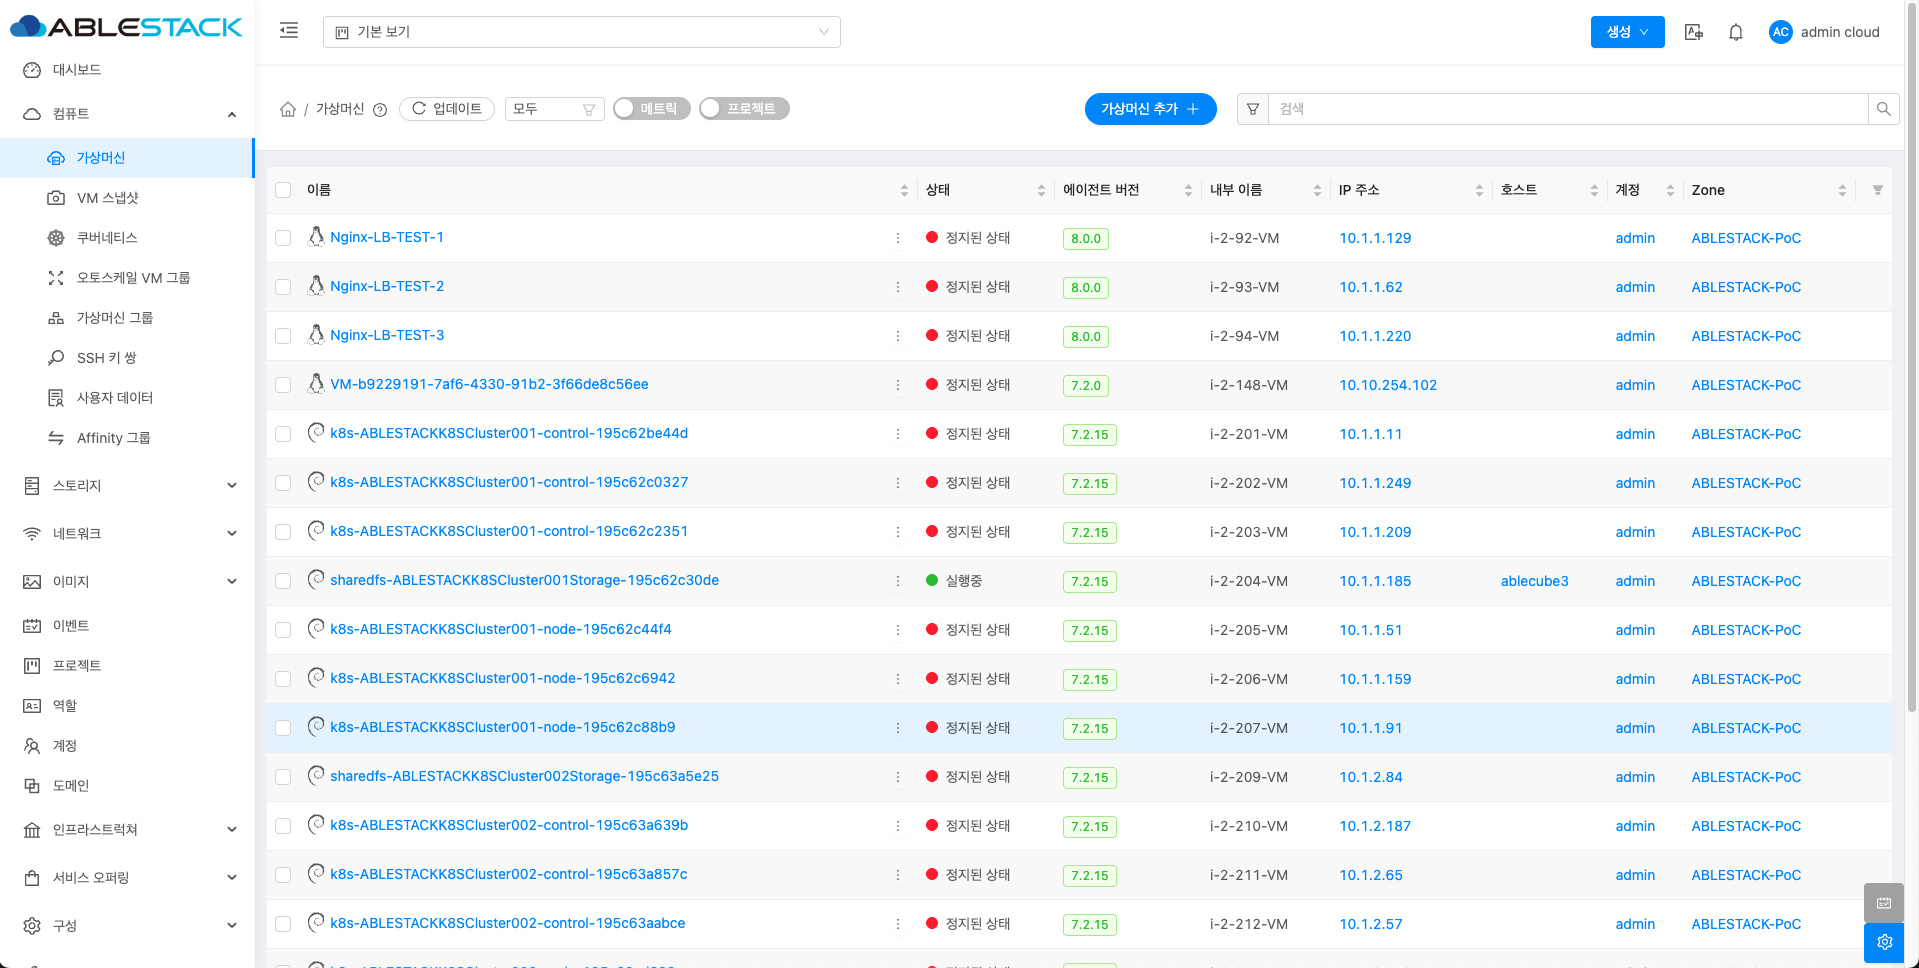 ABLESTACK
기본 보기
생성
AC admin cloud
대시보드
컴퓨트
가상머신
VM 스냅샷
쿠버네티스
오토스케일 VM 그룹
가상머신 그룹
SSH 키 쌍
사용자 데이터
Affinity 그룹
스토리지
네트워크
이미지
이벤트
프로젝트
역할
계정
도메인
인프라스트럭쳐
서비스 오퍼링
구성
/ 가상머신 업데이트 모두 메트릭 프로젝트
가상머신 추가 검색
이름 상태 에이전트 버전 내부 이름 IP 주소 호스트 계정 Zone
Nginx-LB-TEST-1 정지된 상태 8.0.0 i-2-92-VM 10.1.1.129 admin ABLESTACK-PoC
Nginx-LB-TEST-2 정지된 상태 8.0.0 i-2-93-VM 10.1.1.62 admin ABLESTACK-PoC
Nginx-LB-TEST-3 정지된 상태 8.0.0 i-2-94-VM 10.1.1.220 admin ABLESTACK-PoC
VM-b9229191-7af6-4330-91b2-3f66de8c56ee 정지된 상태 7.2.0 i-2-148-VM 10.10.254.102 admin ABLESTACK-PoC
k8s-ABLESTACKK8SCluster001-control-195c62be44d 정지된 상태 7.2.15 i-2-201-VM 10.1.1.11 admin ABLESTACK-PoC
k8s-ABLESTACKK8SCluster001-control-195c62c0327 정지된 상태 7.2.15 i-2-202-VM 10.1.1.249 admin ABLESTACK-PoC
k8s-ABLESTACKK8SCluster001-control-195c62c2351 정지된 상태 7.2.15 i-2-203-VM 10.1.1.209 admin ABLESTACK-PoC
sharedfs-ABLESTACKK8SCluster001Storage-195c62c30de 실행중 7.2.15 i-2-204-VM 10.1.1.185 ablecube3 admin ABLESTACK-PoC
k8s-ABLESTACKK8SCluster001-node-195c62c44f4 정지된 상태 7.2.15 i-2-205-VM 10.1.1.51 admin ABLESTACK-PoC
k8s-ABLESTACKK8SCluster001-node-195c62c6942 정지된 상태 7.2.15 i-2-206-VM 10.1.1.159 admin ABLESTACK-PoC
k8s-ABLESTACKK8SCluster001-node-195c62c88b9 정지된 상태 7.2.15 i-2-207-VM 10.1.1.91 admin ABLESTACK-PoC
sharedfs-ABLESTACKK8SCluster002Storage-195c63a5e25 정지된 상태 7.2.15 i-2-209-VM 10.1.2.84 admin ABLESTACK-PoC
k8s-ABLESTACKK8SCluster002-control-195c63a639b 정지된 상태 7.2.15 i-2-210-VM 10.1.2.187 admin ABLESTACK-PoC
k8s-ABLESTACKK8SCluster002-control-195c63a857c 정지된 상태 7.2.15 i-2-211-VM 10.1.2.65 admin ABLESTACK-PoC
k8s-ABLESTACKK8SCluster002-control-195c63aabce 정지된 상태 7.2.15 i-2-212-VM 10.1.2.57 admin ABLESTACK-PoC